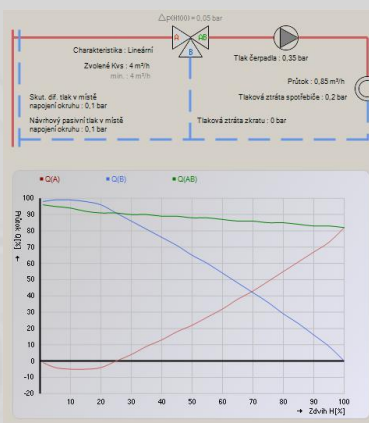 △p(H100) = 0,05 bar
A
AB
B
Charakteristika : Lineární
Zvolené Kvs : 4 m³/h
min. : 4 m³/h
Tlak čerpadla : 0,35 bar
Průtok : 0,85 m³/h
Tlaková ztráta spotřebiče : 0,2 bar
Skut. dif. tlak v místě
napojení okruhu : 0,1 bar
Návrhový pasivní tlak v místě
napojení okruhu : 0,1 bar
Tlaková ztráta zkratu : 0 bar
Q(A) Q(B) Q(AB)
Průtok Q[%]
100
90
80
70
60
50
40
30
20
10
0
-10
-20
10 20 30 40 50 60 70 80 90 100
Zdvih H[%]